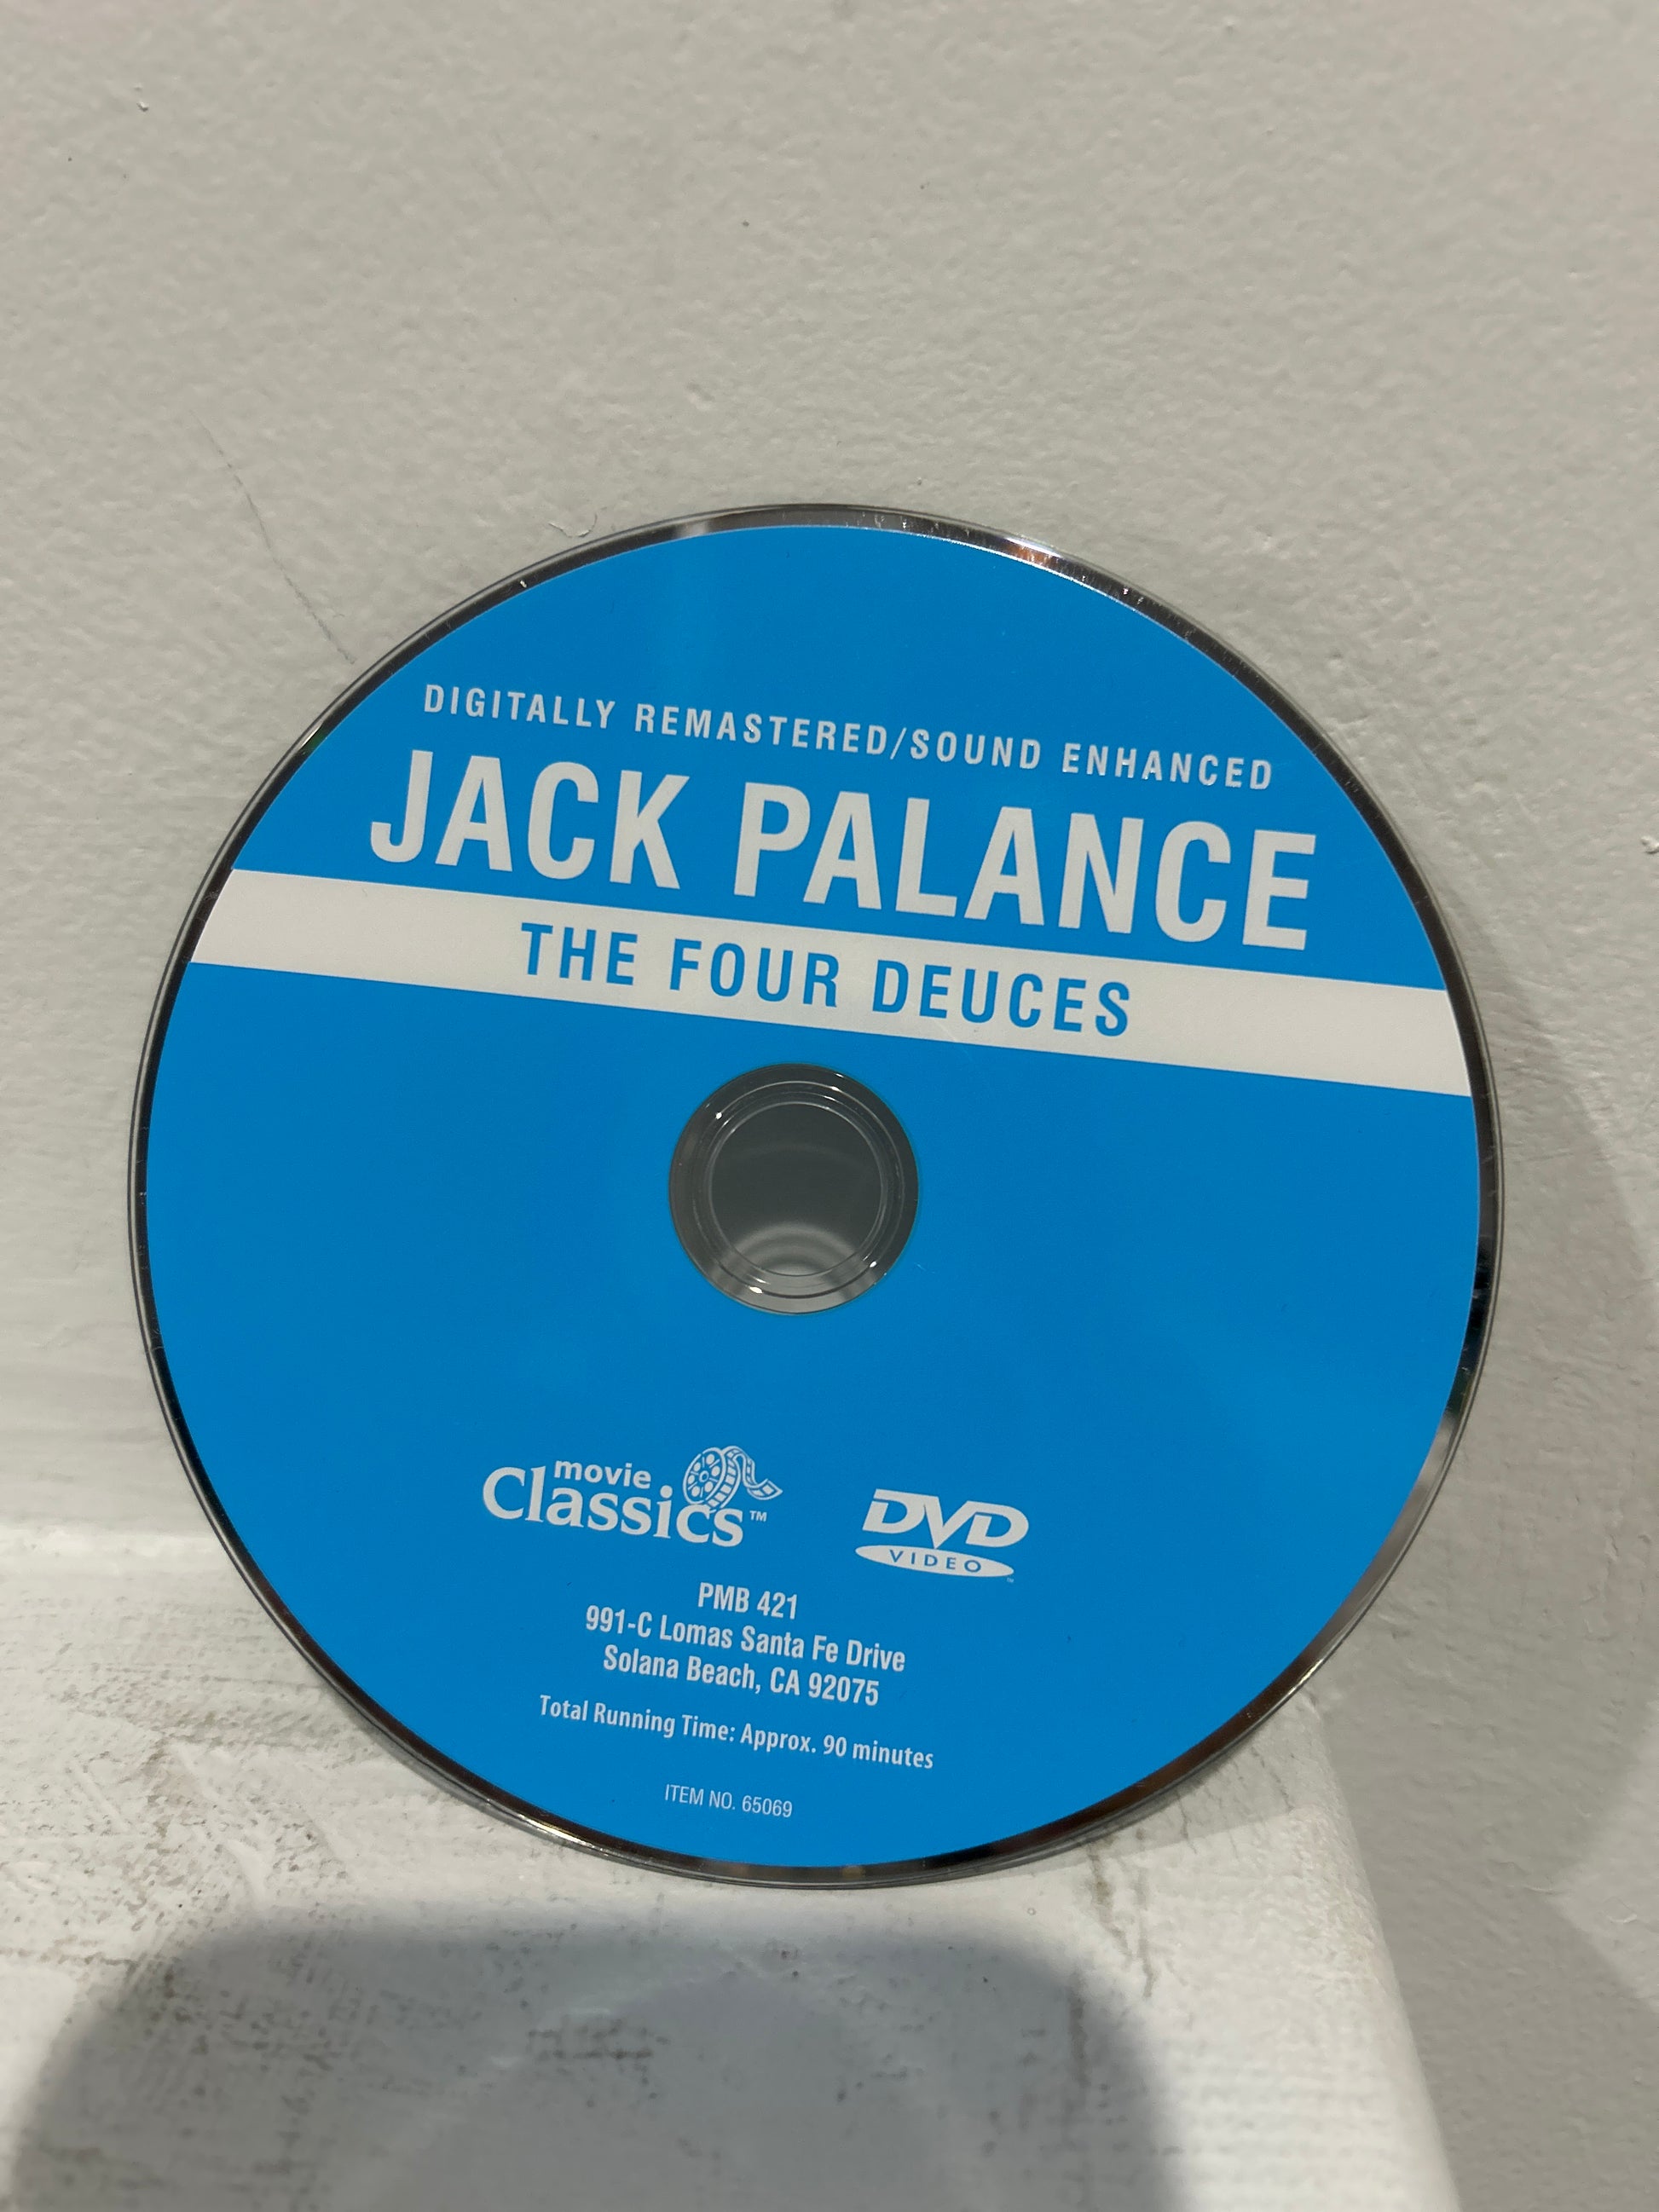 DIGITALLY REMASTERED/SOUND ENHANCED
JACK PALANCE
THE FOUR DEUCES
movie
Classics™
DVD
VIDEO™
PMB 421
991-C Lomas Santa Fe Drive
Solana Beach, CA 92075
Total Running Time: Approx. 90 minutes
ITEM NO. 65069